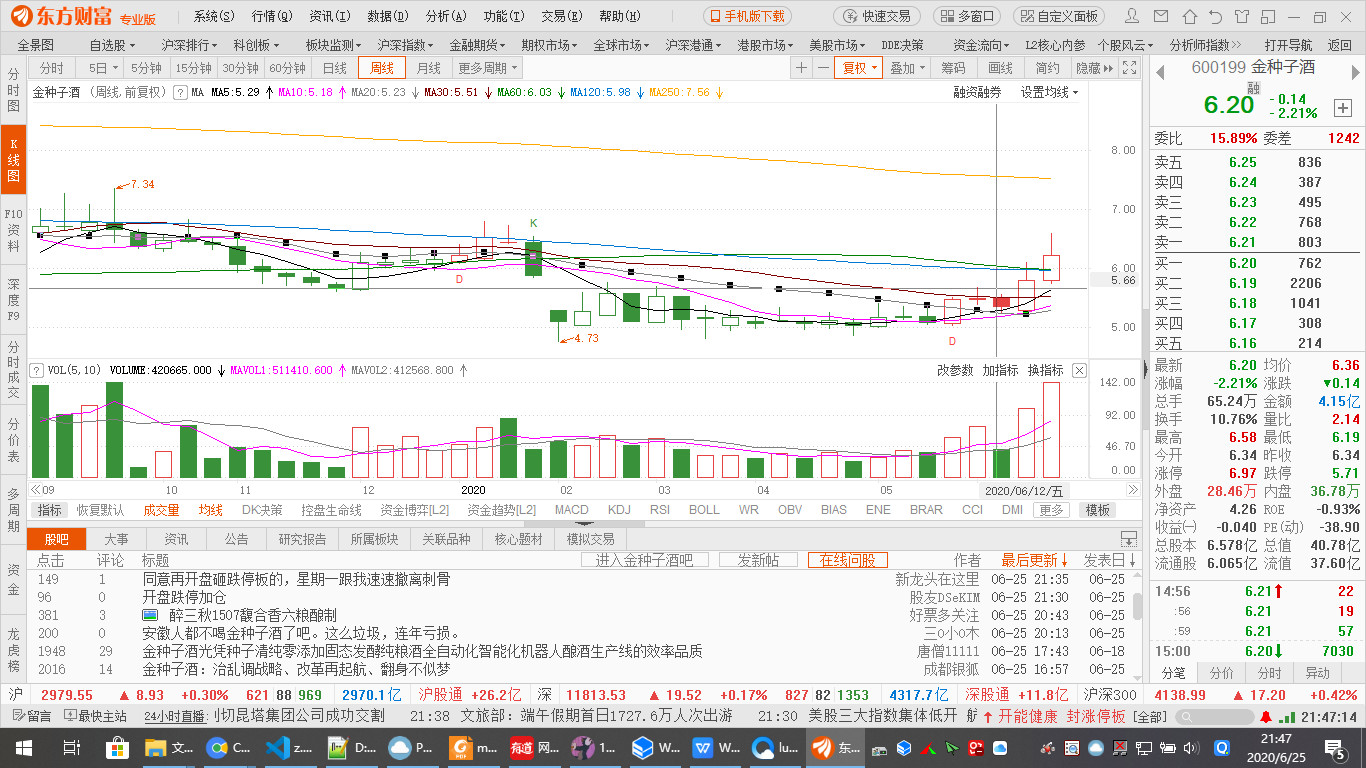 东方财富 专业版 系统(S) 行情(Q) 资讯(I) 数据(D) 分析(A) 功能(T) 交易(E) 帮助(H) 手机版下载 快速交易 多窗口 自定义面板
全景图 自选股 沪深排行 科创板 板块监测 沪深指数 金融期货 期权市场 全球市场 沪深港通 港股市场 美股市场 DDE决策 资金流向 L2核心内参 个股风云 分析师指数 打开导航 返回
分时图
K线图
F10资料
深度F9
分时成交
分价表
多周期
资金
龙虎榜
分时 5日 5分钟 15分钟 30分钟 60分钟 日线 周线 月线 更多周期 复权 叠加 筹码 画线 简约 隐藏
金种子酒 (周线, 前复权) ? MA MA5:5.29 ↑ MA10:5.18 ↑ MA20:5.23 ↓ MA30:5.51 ↓ MA60:6.03 ↓ MA120:5.98 ↓ MA250:7.56 ↓ 融资融券 设置均线
8.00
7.34
7.00
K
6.00
D
5.66
5.00
4.73
D
? VOL(5,10) VOLUME:420665.000 ↓ MAVOL1:511410.600 ↑ MAVOL2:412568.800 ↑ 改参数 加指标 换指标
142.00
92.00
46.70
0.00
09 10 11 12 2020 02 03 04 05 2020/06/12/五
指标 恢复默认 成交量 均线 DK决策 控盘生命线 资金博弈[L2] 资金趋势[L2] MACD KDJ RSI BOLL WR OBV BIAS ENE BRAR CCI DMI 更多 模板
股吧 大事 资讯 公告 研究报告 所属板块 关联品种 核心题材 模拟交易
点击 评论 标题 进入金种子酒吧 发新帖 在线问股 作者 最后更新↓ 发表日↓
149 1 同意再开盘砸跌停板的，星期一跟我速速撤离刺骨 新龙头在这里 06-25 21:35 06-25
96 0 开盘跌停加仓 股友DSeKIM 06-25 21:30 06-25
381 3 醉三秋1507馥合香六粮酿制 好票多关注 06-25 20:43 06-25
200 0 安徽人都不喝金种子酒了吧。这么垃圾，连年亏损。 三o小o木 06-25 20:13 06-25
1948 29 金种子酒光凭种子清纯零添加固态发酵纯粮酒全自动化智能化机器人酿酒生产线的效率品质 唐僧11111 06-25 17:43 06-18
2016 14 金种子酒：治乱调战略、改革再起航、翻身不似梦 成都银狐 06-25 16:57 06-25
600199 金种子酒
融
6.20 -0.14 -2.21%
委比 15.89% 委差 1242
卖五 6.25 836
卖四 6.24 387
卖三 6.23 495
卖二 6.22 768
卖一 6.21 803
买一 6.20 762
买二 6.19 2206
买三 6.18 1041
买四 6.17 308
买五 6.16 214
最新 6.20 均价 6.36
涨幅 -2.21% 涨跌 ▼0.14
总手 65.24万 金额 4.15亿
换手 10.76% 量比 2.14
最高 6.58 最低 6.19
今开 6.34 昨收 6.34
涨停 6.97 跌停 5.71
外盘 28.46万 内盘 36.78万
净资产 4.26 ROE -0.93%
收益㈠ -0.040 PE(动) -38.90
总股本 6.578亿 总值 40.78亿
流通股 6.065亿 流值 37.60亿
14:56 6.21↑ 22
:56 6.21 19
:59 6.21 57
15:00 6.20↓ 7030
分笔 分价 分时 异动
沪 2979.55 ▲ 8.93 +0.30% 621 88 969 2970.1亿 沪股通 +26.2亿 深 11813.53 ▲ 19.52 +0.17% 827 82 1353 4317.7亿 深股通 +11.8亿 沪深300 4138.99 ▲ 17.20 +0.42%
留言 最快主站 24小时直播: 切昆塔集团公司成功交割 21:38 文旅部：端午假期首日1727.6万人次出游 21:30 美股三大指数集体低开 ↑ 开能健康 封涨停板 [全部] 21:47:14
文... C... z... D:... P... m... 有道 网... 1... W... W... lu... 东... 21:47
2020/6/25 5